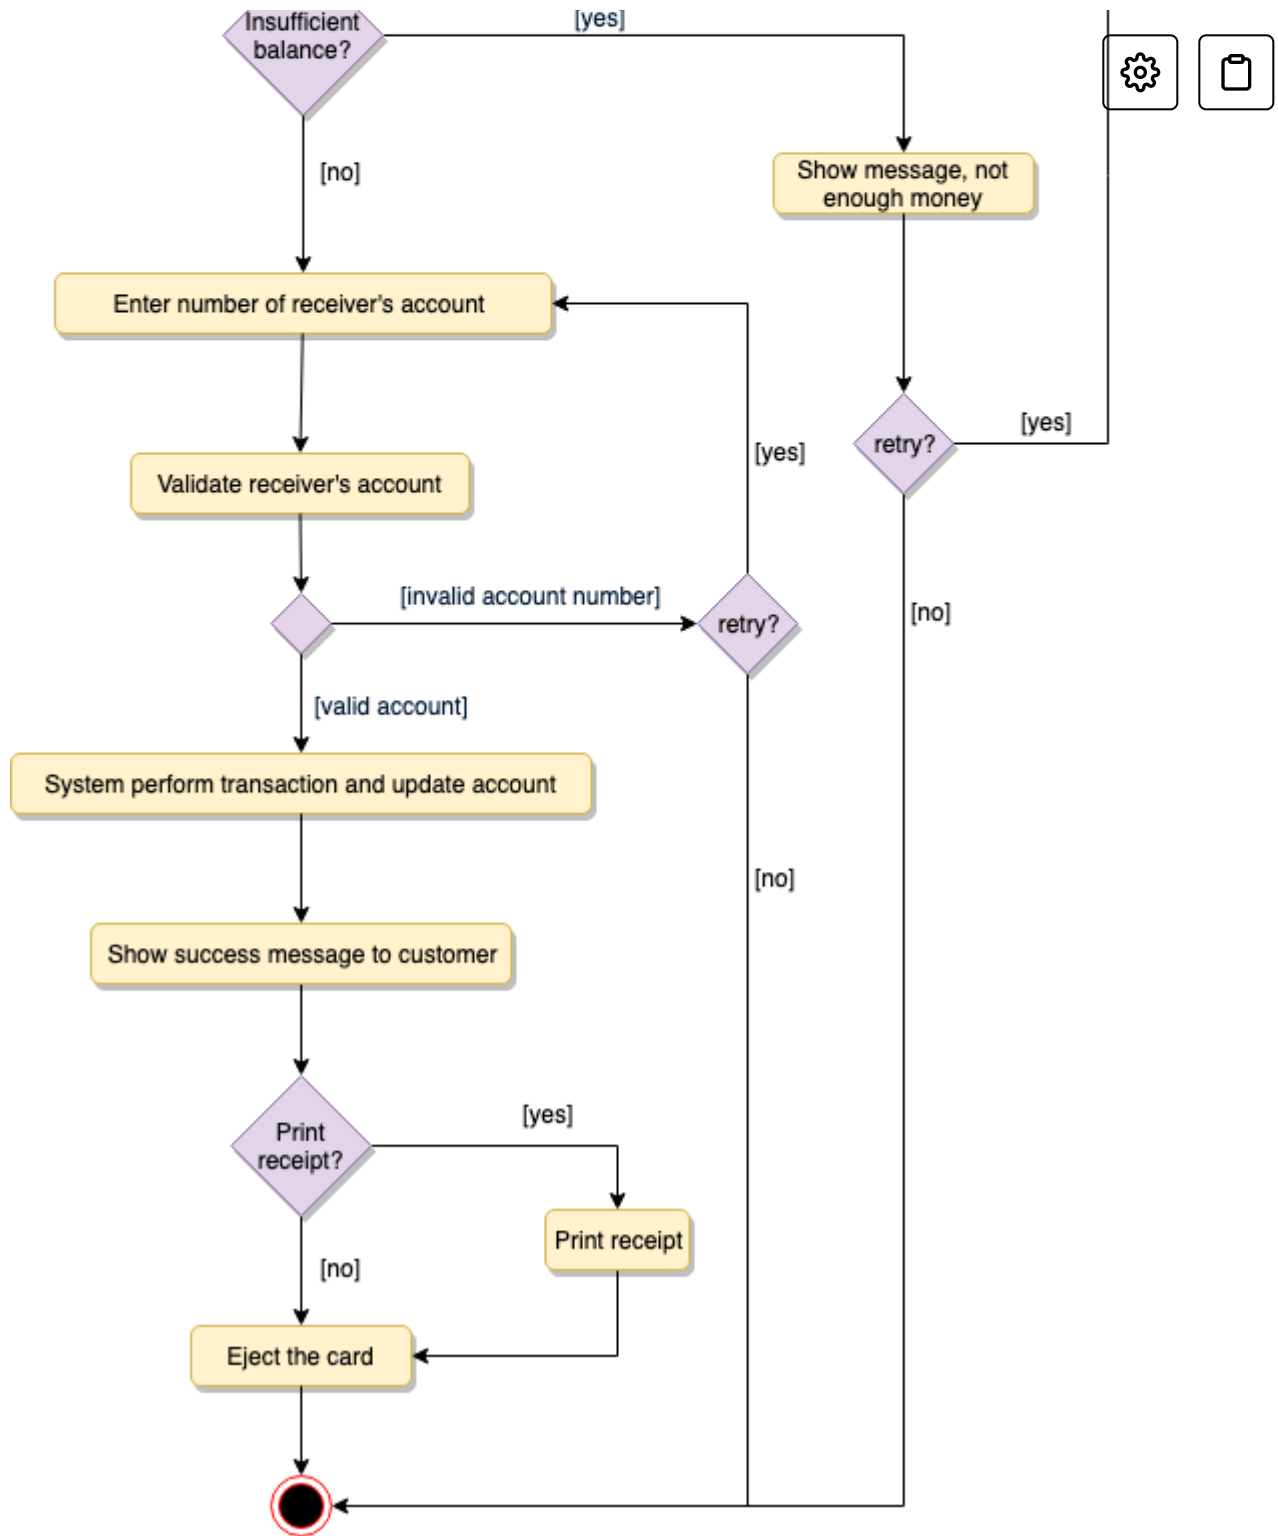 Insufficient
balance?
[yes]
[no]
Show message, not
enough money
Enter number of receiver's account
[yes]
retry?
[yes]
Validate receiver's account
[invalid account number]
retry?
[no]
[valid account]
System perform transaction and update account
[no]
Show success message to customer
Print
receipt?
[yes]
Print receipt
[no]
Eject the card